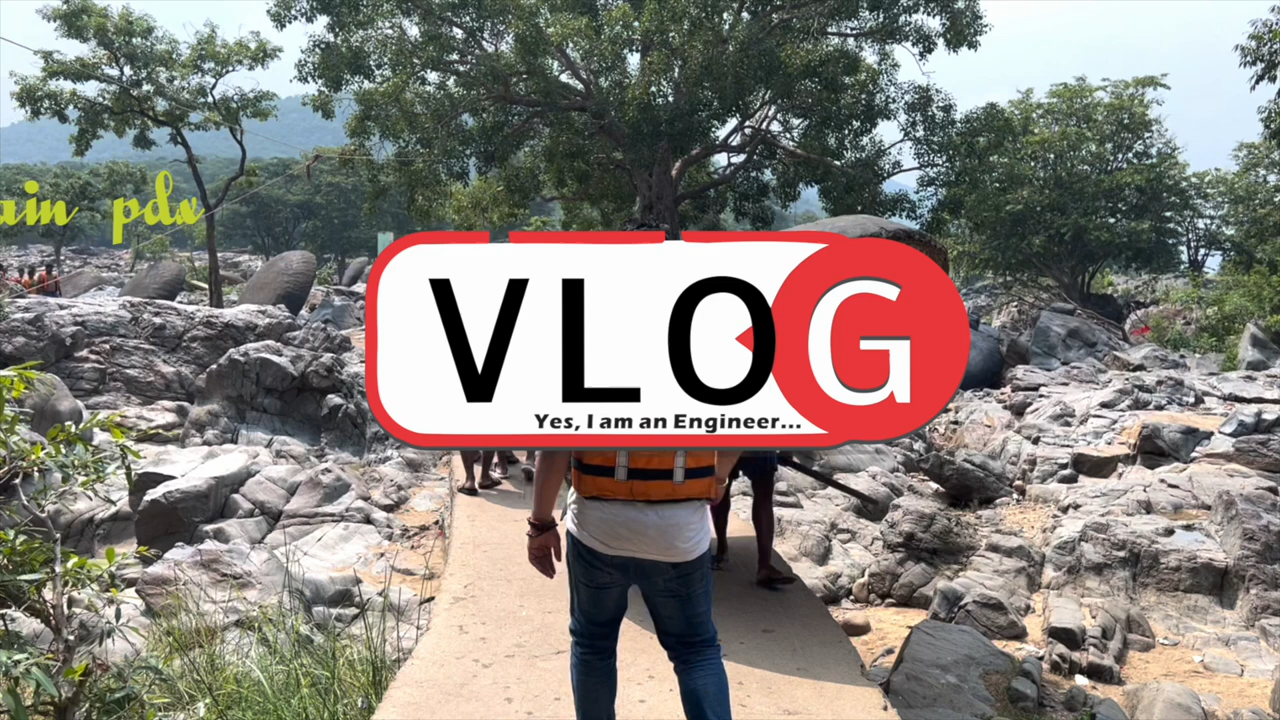 ain pdx
VLOG
Yes, I am an Engineer...